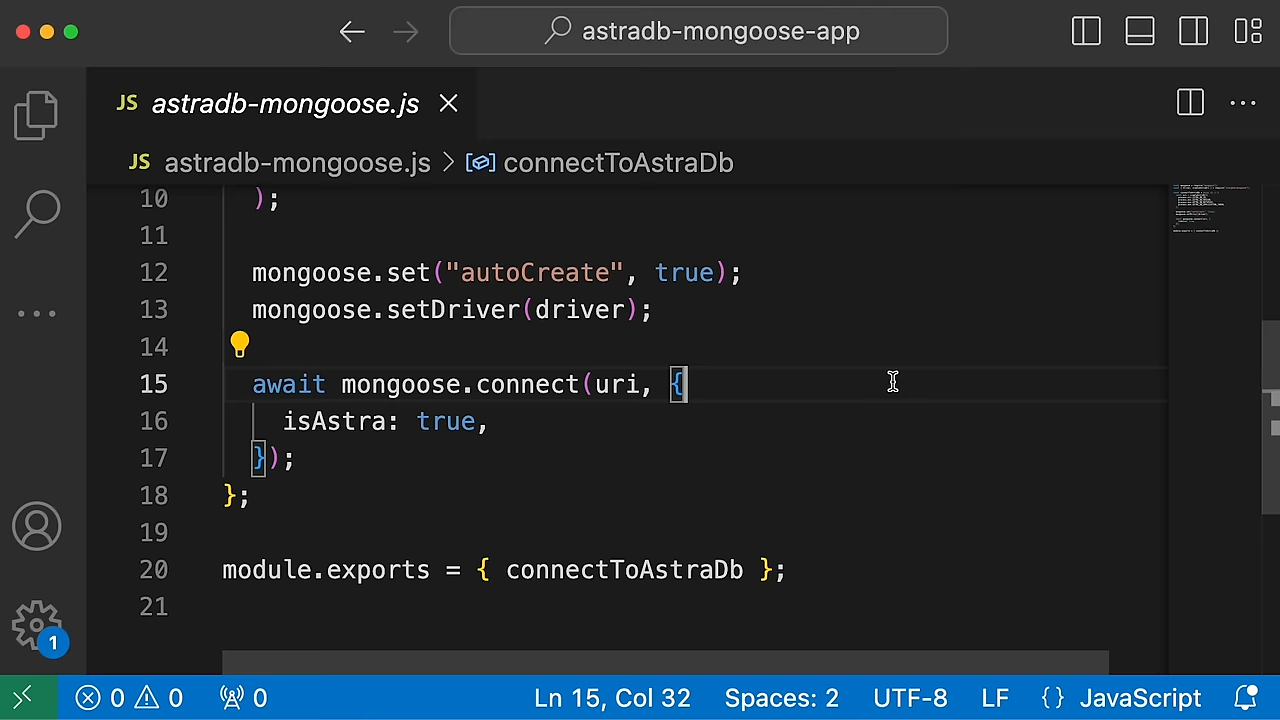 astradb-mongoose-app
JS astradb-mongoose.js
JS astradb-mongoose.js > connectToAstraDb
10 );
11
12 mongoose.set("autoCreate", true);
13 mongoose.setDriver(driver);
14
15 await mongoose.connect(uri, {
16 isAstra: true,
17 });
18 };
19
20 module.exports = { connectToAstraDb };
21
1
0 0 0 Ln 15, Col 32 Spaces: 2 UTF-8 LF {} JavaScript